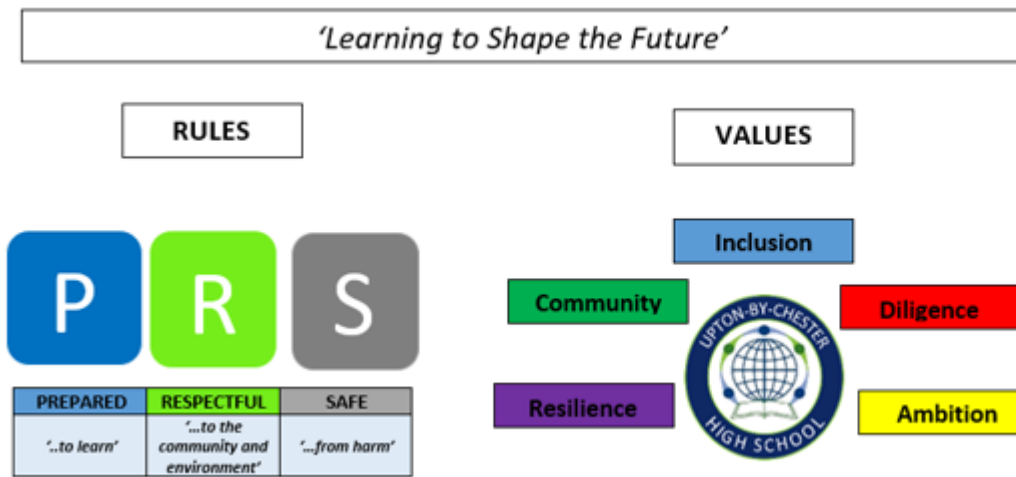 ‘Learning to Shape the Future’
RULES
VALUES
P R S
PREPARED RESPECTFUL SAFE
‘..to learn’
‘...to the
community and
environment’
‘...from harm’
Inclusion
Community
Diligence
Resilience
Ambition
UPTON-BY-CHESTER
HIGH SCHOOL